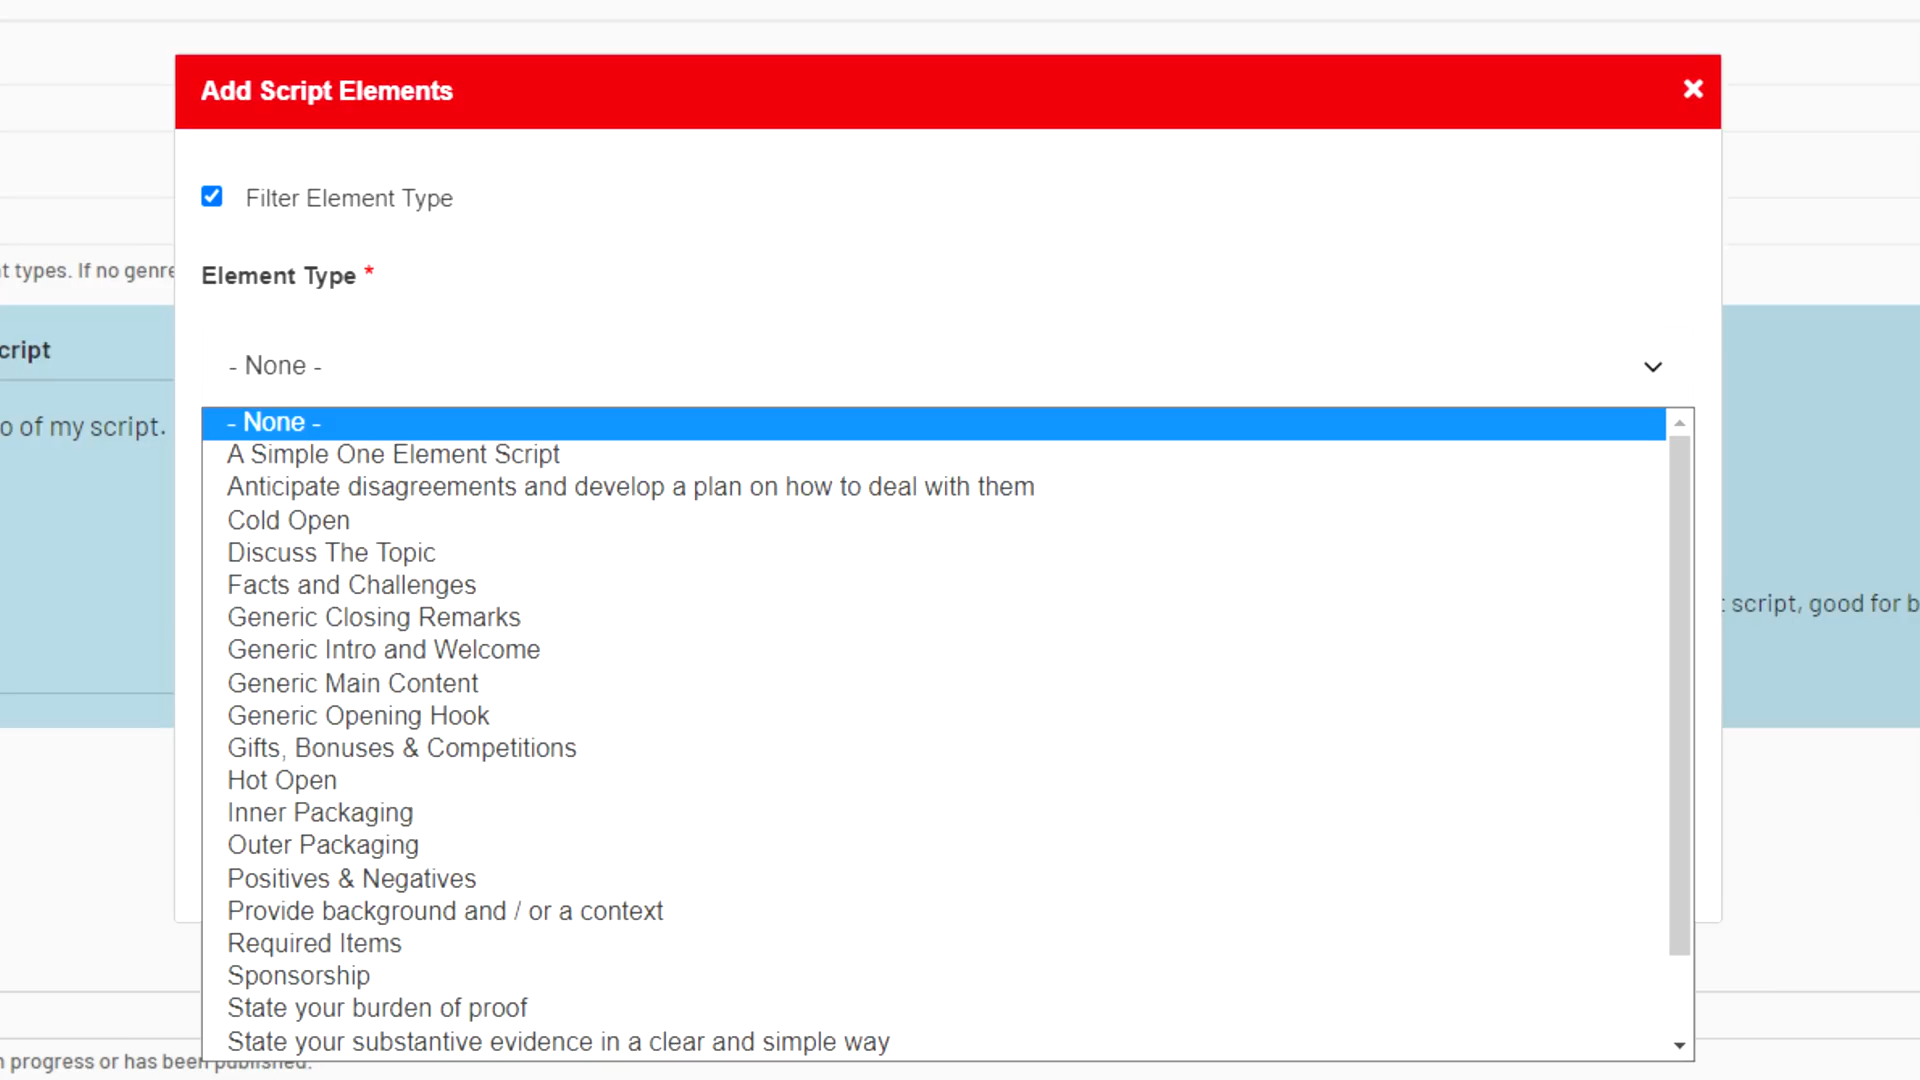 Add Script Elements
Filter Element Type
t types. If no genre
Element Type *
cript
- None -
- None -
o of my script.
A Simple One Element Script
Anticipate disagreements and develop a plan on how to deal with them
Cold Open
Discuss The Topic
Facts and Challenges
script, good for b
Generic Closing Remarks
Generic Intro and Welcome
Generic Main Content
Generic Opening Hook
Gifts, Bonuses & Competitions
Hot Open
Inner Packaging
Outer Packaging
Positives & Negatives
Provide background and / or a context
Required Items
Sponsorship
State your burden of proof
State your substantive evidence in a clear and simple way
n progress or has been published.